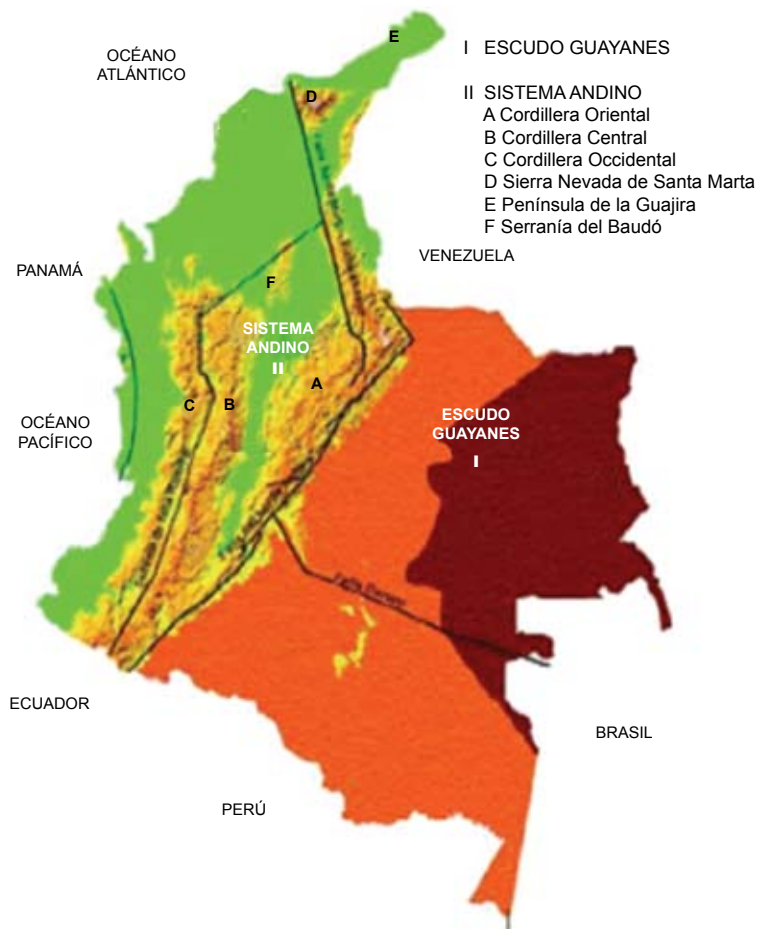 E
OCÉANO
ATLÁNTICO
I ESCUDO GUAYANES
D
II SISTEMA ANDINO
A Cordillera Oriental
B Cordillera Central
C Cordillera Occidental
D Sierra Nevada de Santa Marta
E Península de la Guajira
F Serranía del Baudó
VENEZUELA
PANAMÁ
F
SISTEMA
ANDINO
II
A
C
B
OCÉANO
PACÍFICO
ESCUDO
GUAYANES
I
ECUADOR
BRASIL
PERÚ